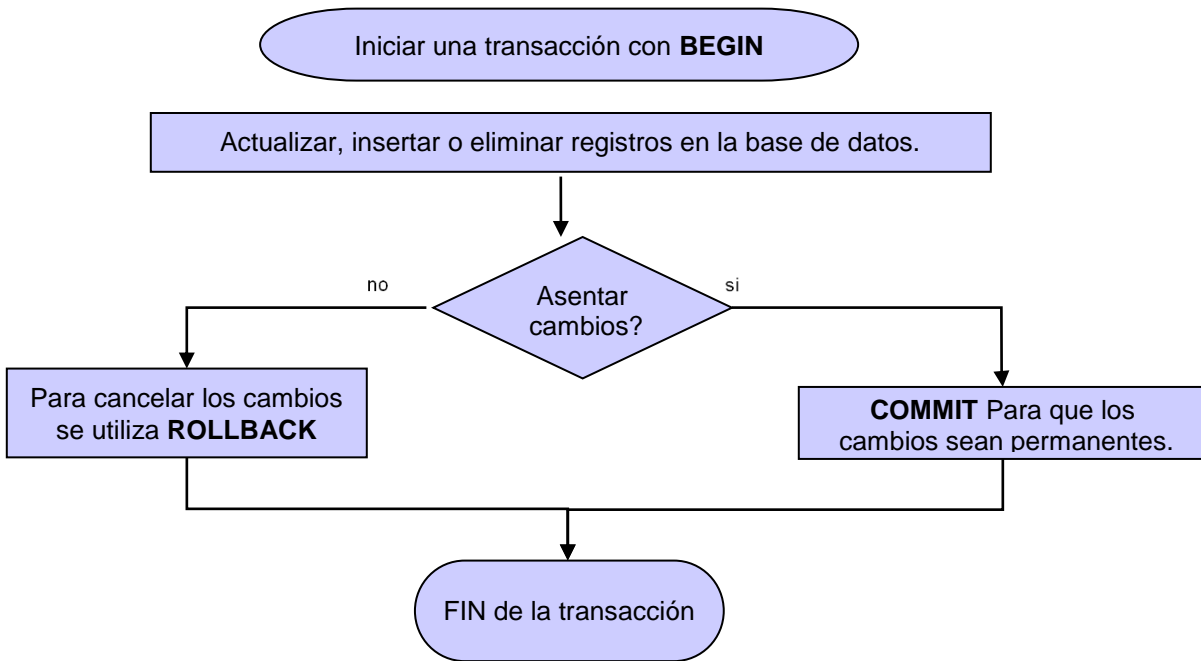 Iniciar una transacción con BEGIN
Actualizar, insertar o eliminar registros en la base de datos.
no
si
Asentar
cambios?
Para cancelar los cambios
se utiliza ROLLBACK
COMMIT Para que los
cambios sean permanentes.
FIN de la transacción